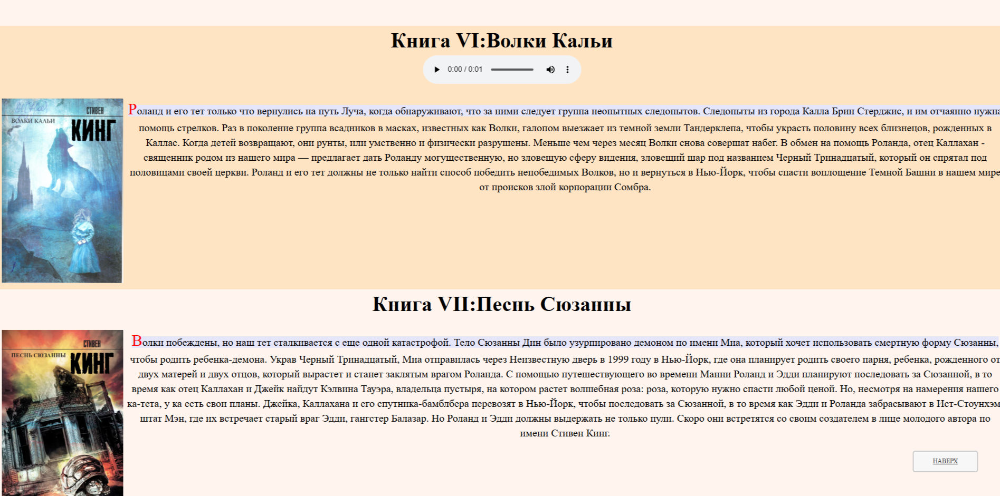 Книга VI:Волки Кальи
0:00 / 0:01
СТИВЕН
ВОЛКИ КАЛЬИ
КИНГ
Роланд и его тет только что вернулись на путь Луча, когда обнаруживают, что за ними следует группа неопытных следопытов. Следопыты из города Калла Брин Стерджис, и им отчаянно нужна
помощь стрелков. Раз в поколение группа всадников в масках, известных как Волки, галопом выезжает из темной земли Тандерклепа, чтобы украсть половину всех близнецов, рожденных в
Каллас. Когда детей возвращают, они рунты, или умственно и физически разрушены. Меньше чем через месяц Волки снова совершат набег. В обмен на помощь Роланда, отец Каллахан -
священник родом из нашего мира — предлагает дать Роланду могущественную, но зловещую сферу видения, зловещий шар под названием Черный Тринадцатый, который он спрятал под
половицами своей церкви. Роланд и его тет должны не только найти способ победить непобедимых Волков, но и вернуться в Нью-Йорк, чтобы спасти воплощение Темной Башни в нашем мире
от происков злой корпорации Сомбра.
Книга VII:Песнь Сюзанны
СТИВЕН
ПЕСНЬ СЮЗАННЫ
КИНГ
Волки побеждены, но наш тет сталкивается с еще одной катастрофой. Тело Сюзанны Дин было узурпировано демоном по имени Миа, который хочет использовать смертную форму Сюзанны,
чтобы родить ребенка-демона. Украв Черный Тринадцатый, Миа отправилась через Неизвестную дверь в 1999 году в Нью-Йорк, где она планирует родить своего парня, ребенка, рожденного от
двух матерей и двух отцов, который вырастет и станет заклятым врагом Роланда. С помощью путешествующего во времени Манни Роланд и Эдди планируют последовать за Сюзанной, в то
время как отец Каллахан и Джейк найдут Кэлвина Тауэра, владельца пустыря, на котором растет волшебная роза: роза, которую нужно спасти любой ценой. Но, несмотря на намерения нашего
ка-тета, у ка есть свои планы. Джейка, Каллахана и его спутника-бамблбера перевозят в Нью-Йорк, чтобы последовать за Сюзанной, в то время как Эдди и Роланда забрасывают в Ист-Стоунхэм
штат Мэн, где их встречает старый враг Эдди, гангстер Балазар. Но Роланд и Эдди должны выдержать не только пули. Скоро они встретятся со своим создателем в лице молодого автора по
имени Стивен Кинг.
НАВЕРХ